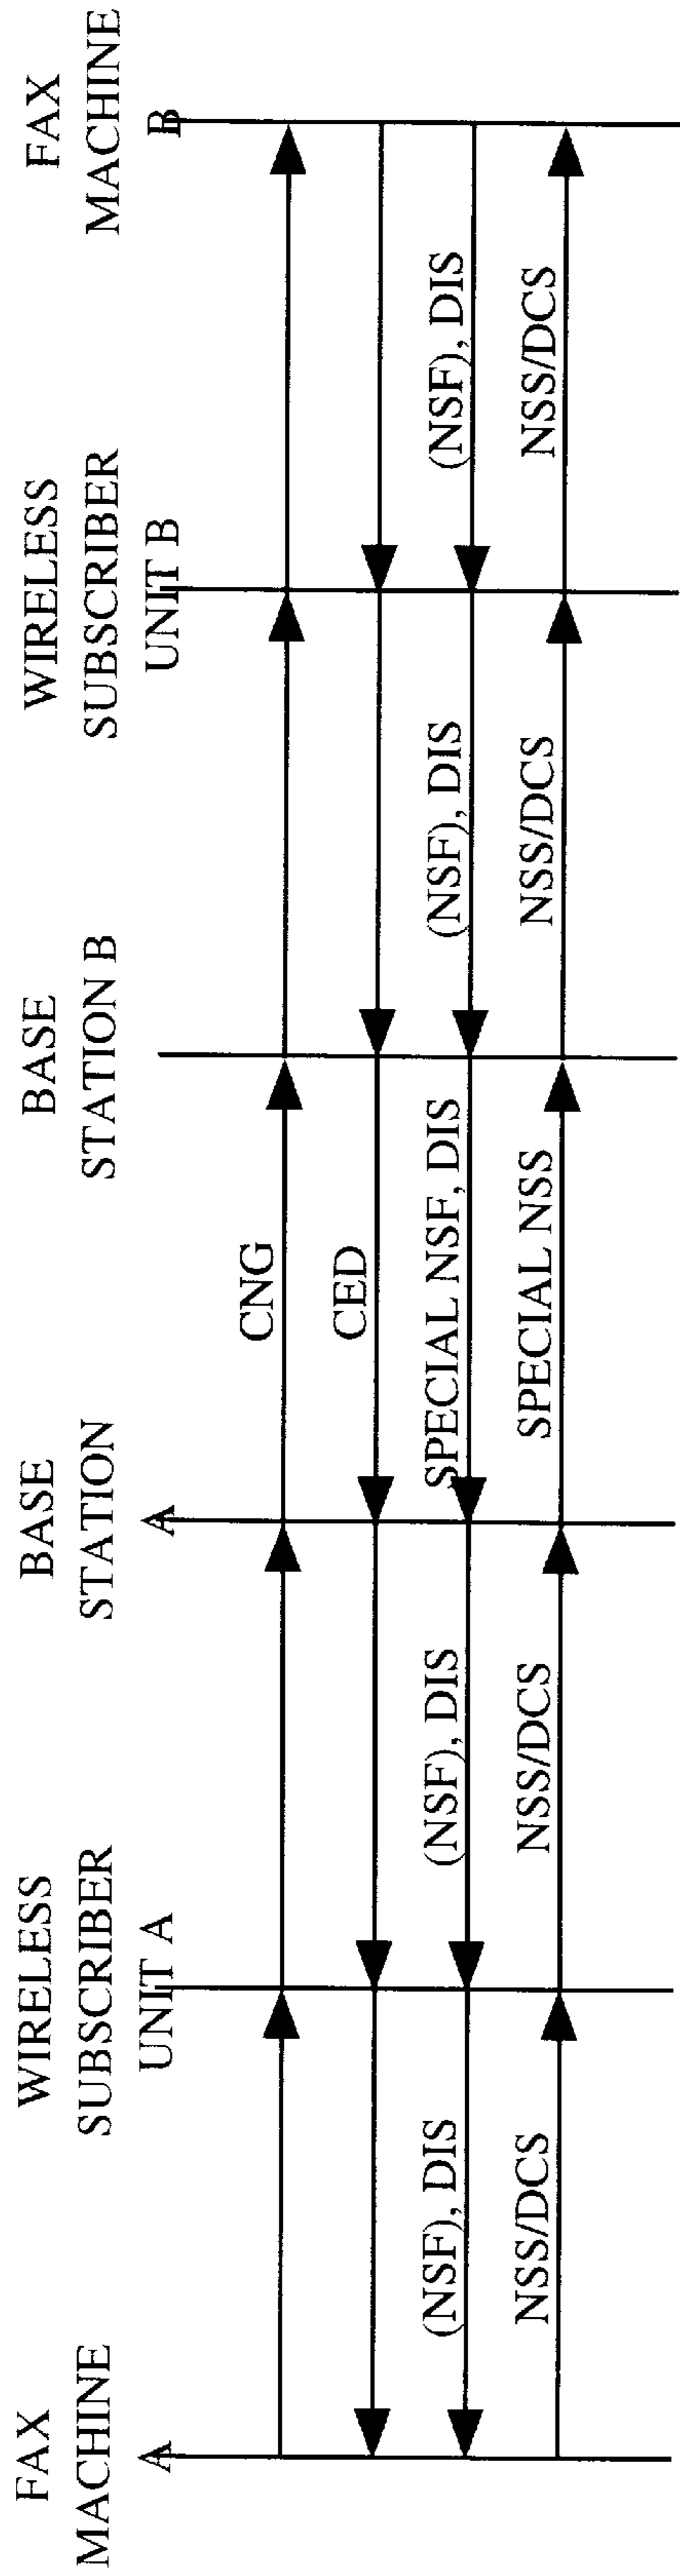 FAX
MACHINE
A
WIRELESS
SUBSCRIBER
UNIT A
BASE
STATION
A
BASE
STATION B
WIRELESS
SUBSCRIBER
UNIT B
FAX
MACHINE
B
CNG
CED
(NSF), DIS
(NSF), DIS
SPECIAL NSF, DIS
(NSF), DIS
(NSF), DIS
NSS/DCS
NSS/DCS
SPECIAL NSS
NSS/DCS
NSS/DCS